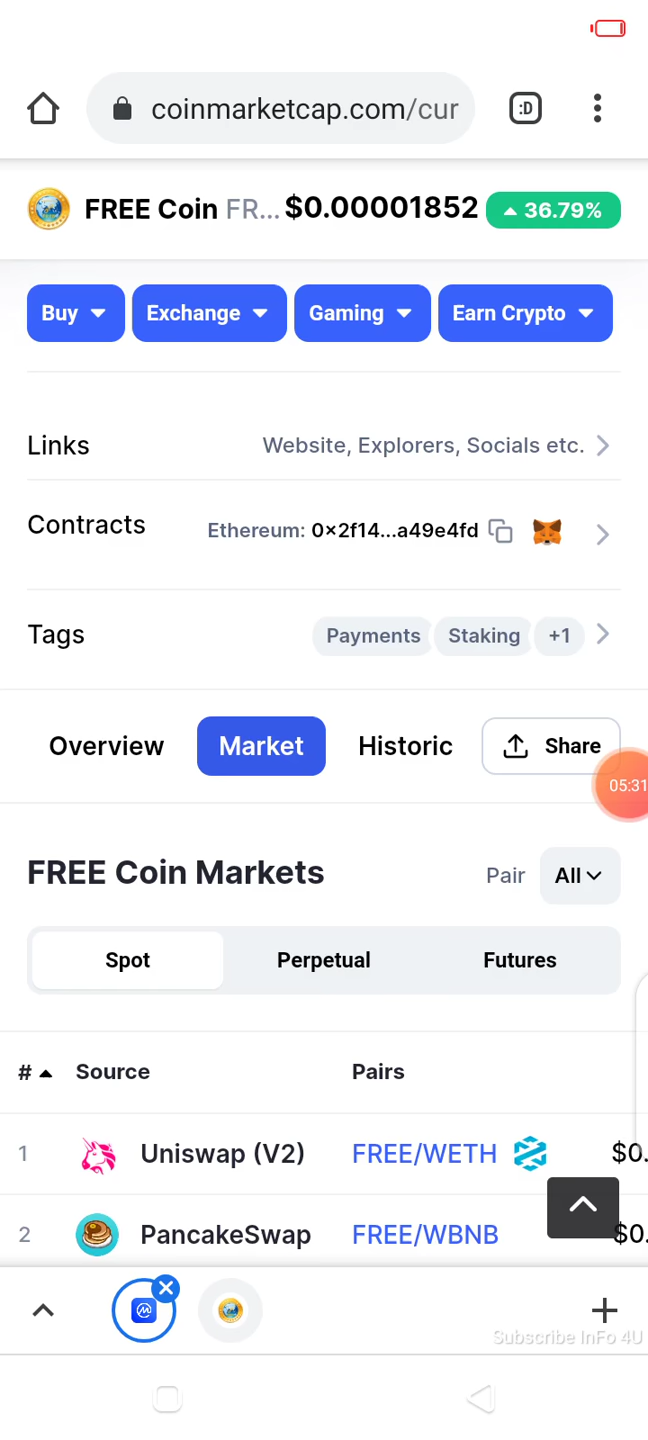 coinmarketcap.com/cur
:D
FREE Coin FR... $0.00001852 36.79%
Buy Exchange Gaming Earn Crypto
Links Website, Explorers, Socials etc.
Contracts Ethereum: 0x2f14...a49e4fd
Tags Payments Staking +1
Overview Market Historic Share
05:31
FREE Coin Markets Pair All
Spot Perpetual Futures
# Source Pairs
1 Uniswap (V2) FREE/WETH $0.
2 PancakeSwap FREE/WBNB $0.
Subscribe InFo 4U